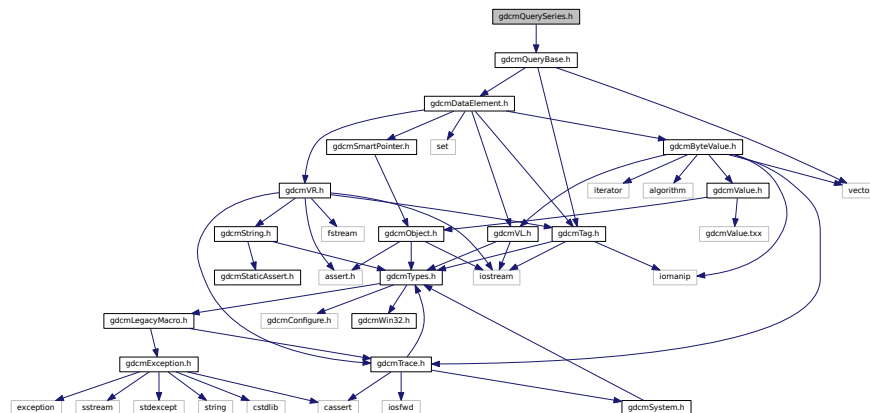 gdcmQuerySeries.h
gdcmQueryBase.h
gdcmDataElement.h
gdcmSmartPointer.h
set
gdcmByteValue.h
gdcmVR.h
iterator
algorithm
gdcmValue.h
vecto
gdcmString.h
fstream
gdcmObject.h
gdcmVL.h
gdcmTag.h
gdcmValue.txx
gdcmStaticAssert.h
assert.h
gdcmTypes.h
iostream
iomanip
gdcmLegacyMacro.h
gdcmConfigure.h
gdcmWin32.h
gdcmException.h
gdcmTrace.h
exception
sstream
stdexcept
string
cstdlib
cassert
iosfwd
gdcmSystem.h